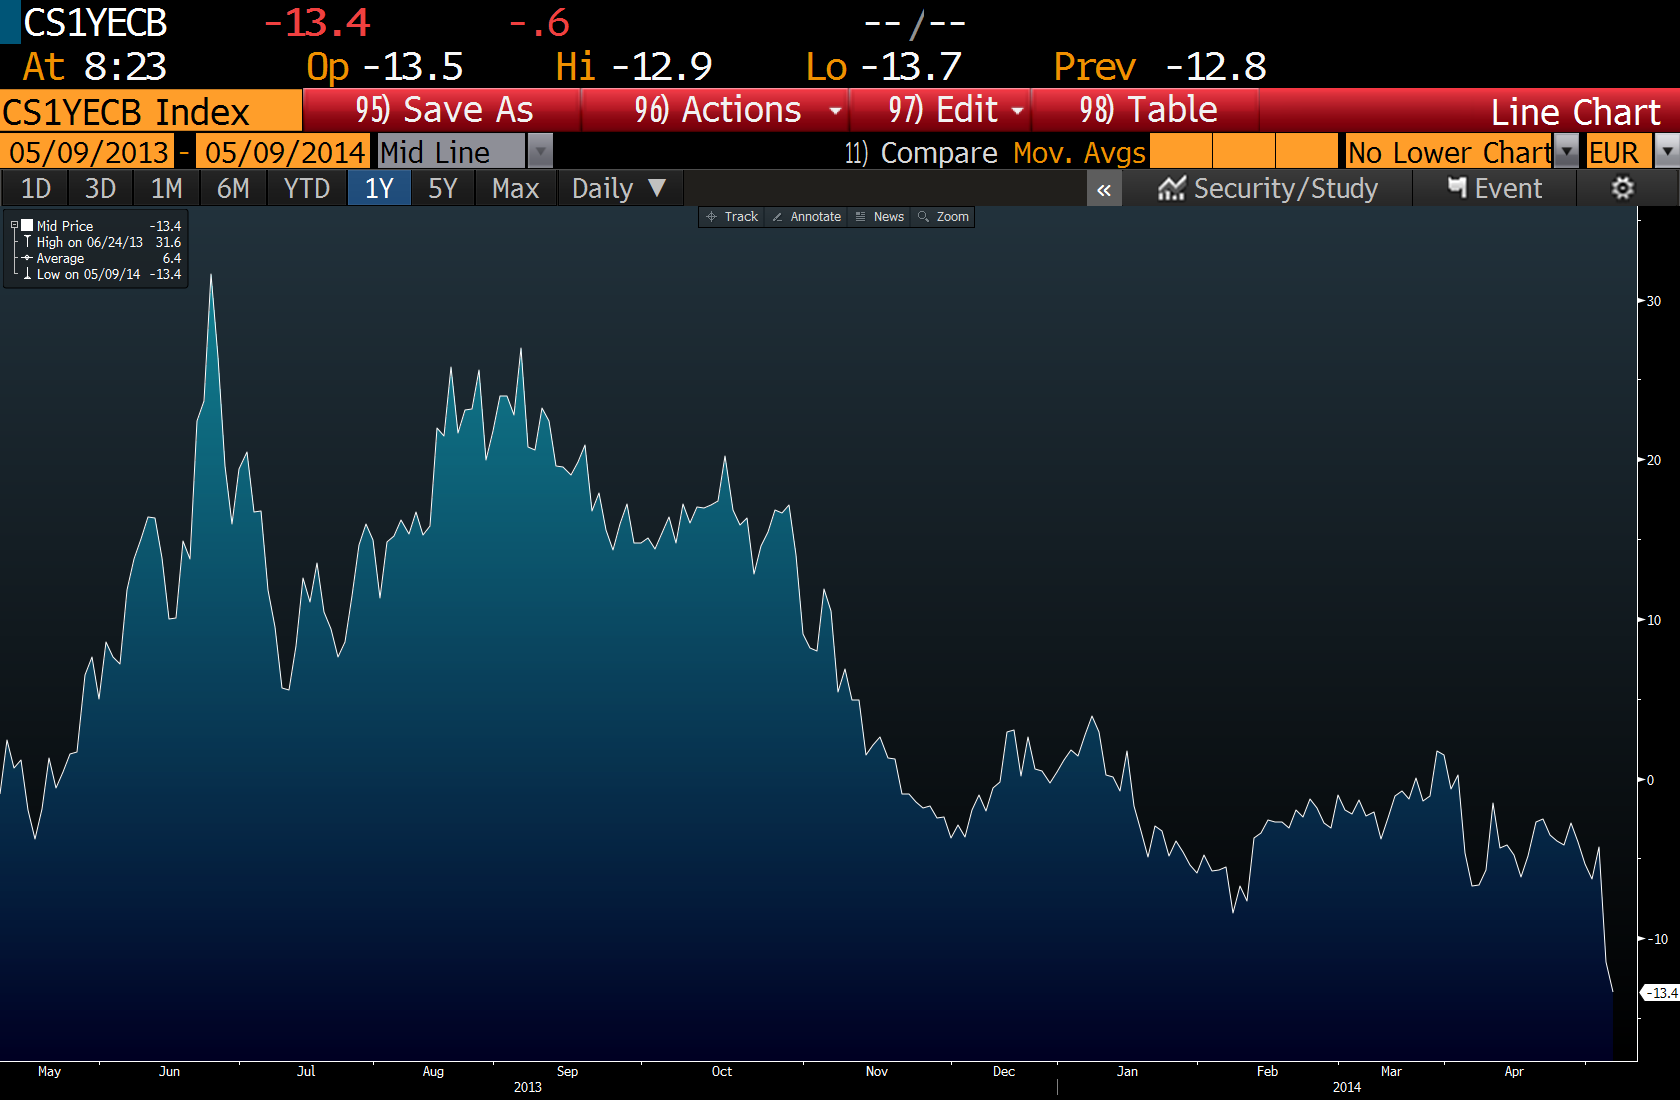 CS1YECB -13.4 -.6 --/--
At 8:23 Op -13.5 Hi -12.9 Lo -13.7 Prev -12.8
CS1YECB Index 95) Save As 96) Actions 97) Edit 98) Table Line Chart
05/09/2013 - 05/09/2014 Mid Line 11) Compare Mov. Avgs No Lower Chart EUR
1D 3D 1M 6M YTD 1Y 5Y Max Daily ▼ « Security/Study Event
Track Annotate News Zoom
Mid Price -13.4
High on 06/24/13 31.6
Average 6.4
Low on 05/09/14 -13.4
30
20
10
0
-10
-13.4
May Jun Jul Aug Sep Oct Nov Dec Jan Feb Mar Apr
2013 2014